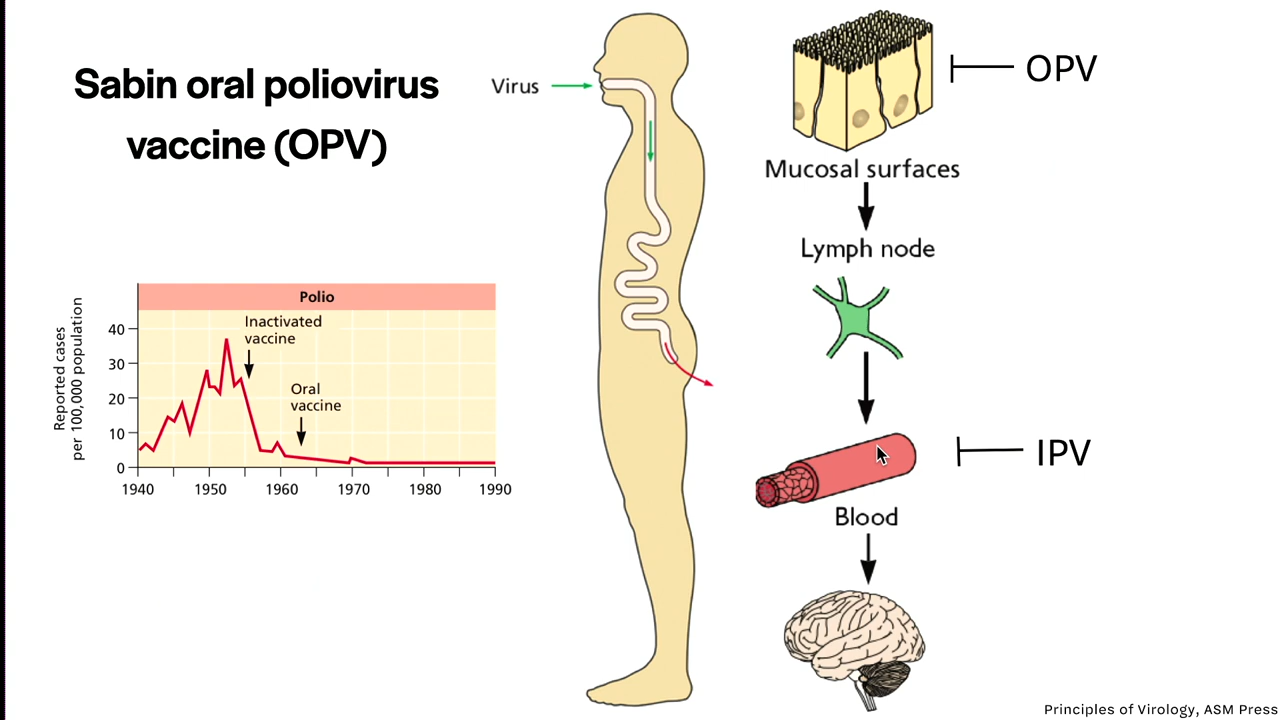 Sabin oral poliovirus
vaccine (OPV)
Virus
Mucosal surfaces
OPV
Lymph node
Blood
IPV
Polio
Inactivated
vaccine
Oral
vaccine
Reported cases
per 100,000 population
40
30
20
10
0
1940
1950
1960
1970
1980
1990
Principles of Virology, ASM Press